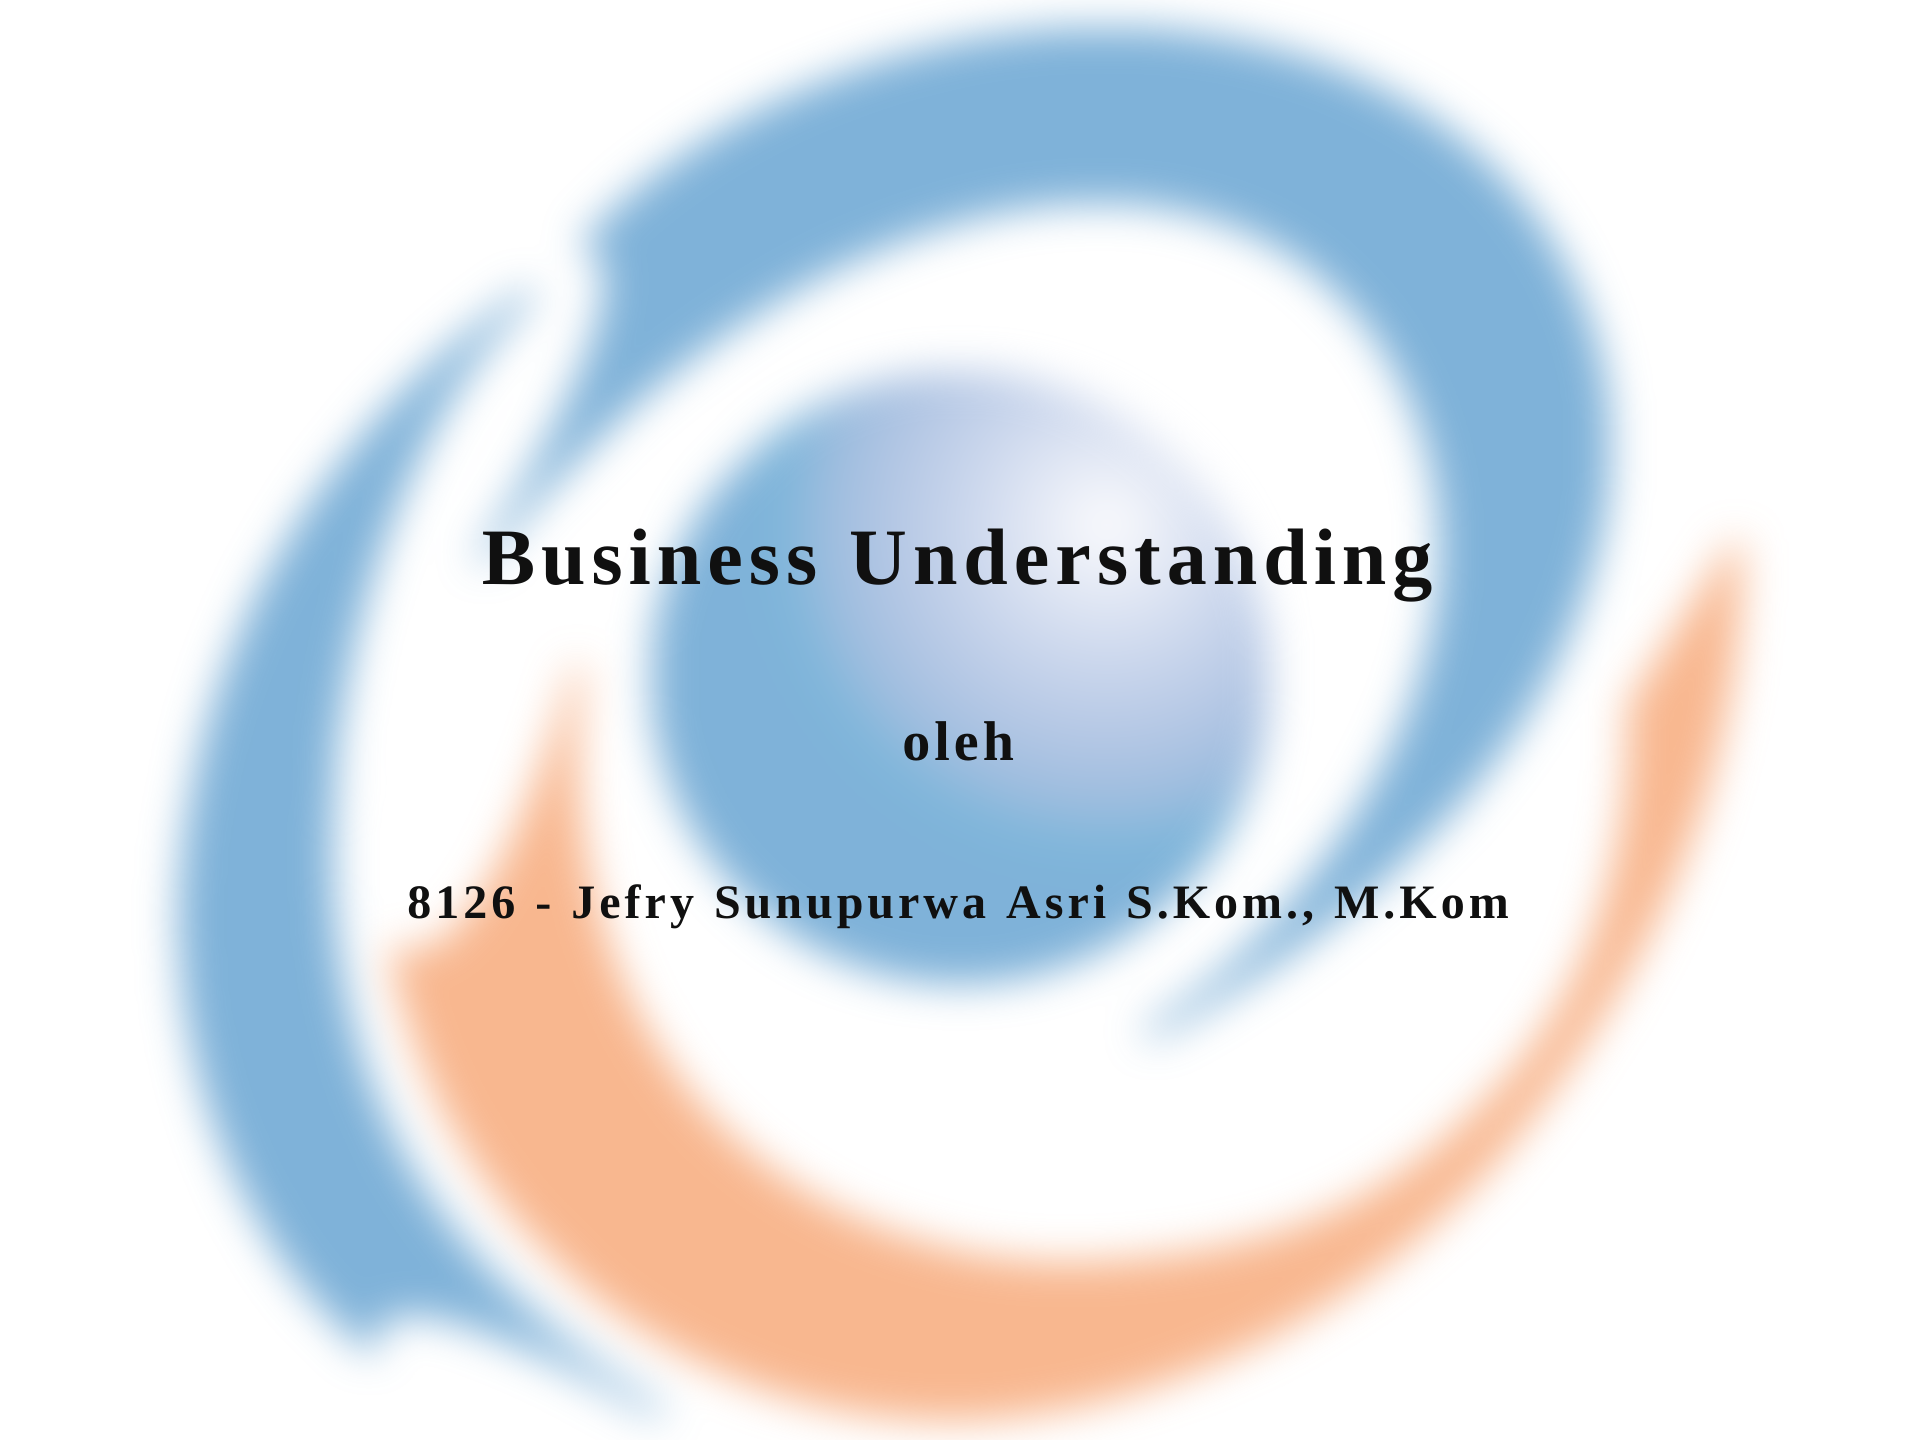 Business Understanding
oleh
8126 - Jefry Sunupurwa Asri S.Kom., M.Kom